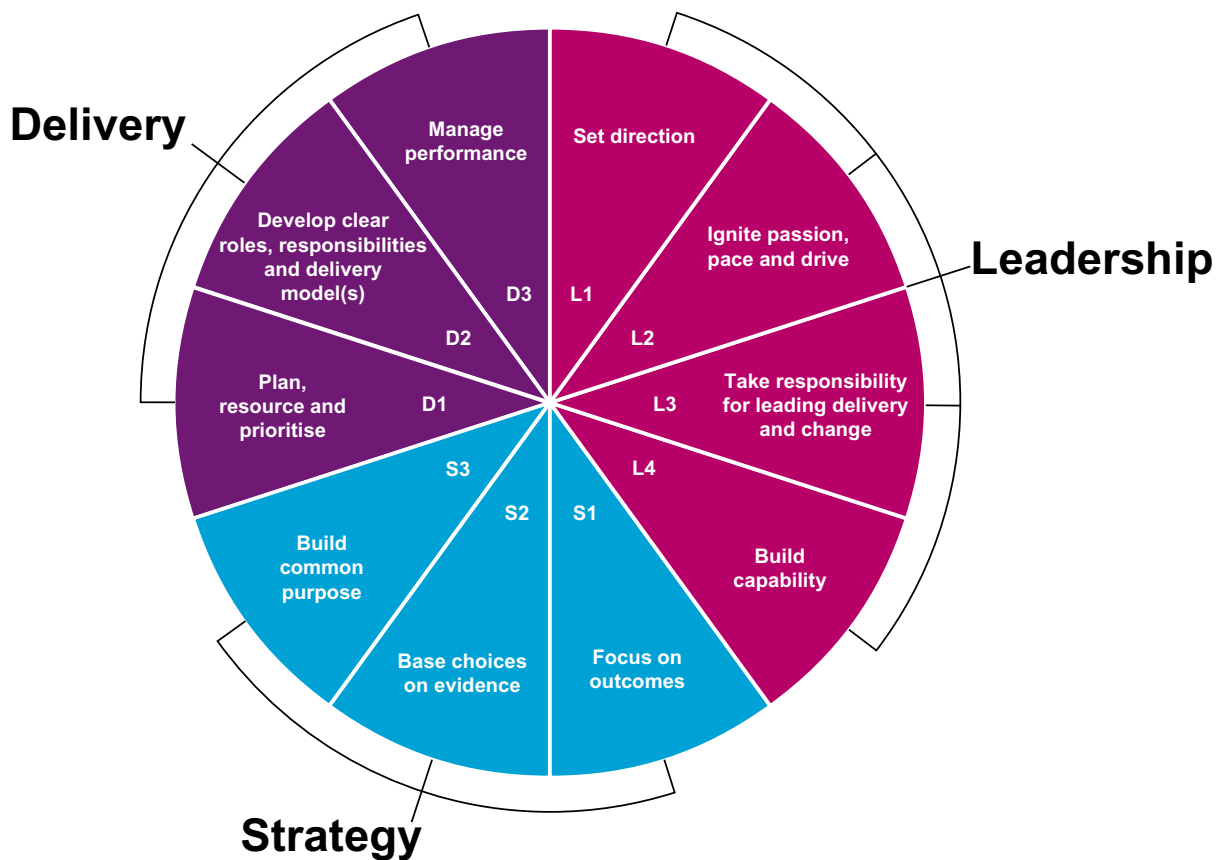 Delivery
Manage
performance
Set direction
Develop clear
roles, responsibilities
and delivery
model(s)
Ignite passion,
pace and drive
Leadership
D3
L1
D2
L2
Plan,
resource and
prioritise
D1
L3
Take responsibility
for leading delivery
and change
S3
L4
S2
S1
Build
common
purpose
Build
capability
Base choices
on evidence
Focus on
outcomes
Strategy